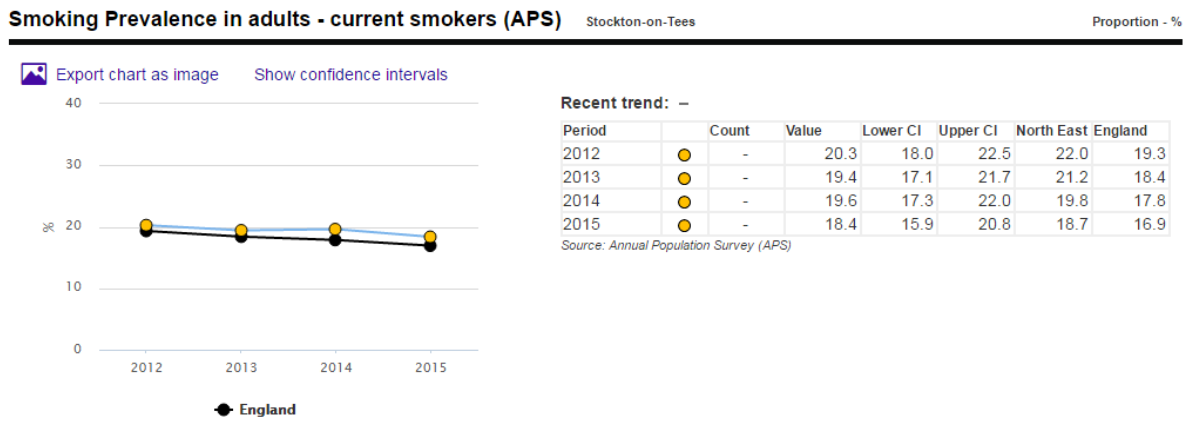 Smoking Prevalence in adults - current smokers (APS) Stockton-on-Tees Proportion - %
Export chart as image Show confidence intervals
40
30
20
10
0
%
2012 2013 2014 2015
England
Recent trend: –
Period Count Value Lower CI Upper CI North East England
2012 - 20.3 18.0 22.5 22.0 19.3
2013 - 19.4 17.1 21.7 21.2 18.4
2014 - 19.6 17.3 22.0 19.8 17.8
2015 - 18.4 15.9 20.8 18.7 16.9
Source: Annual Population Survey (APS)